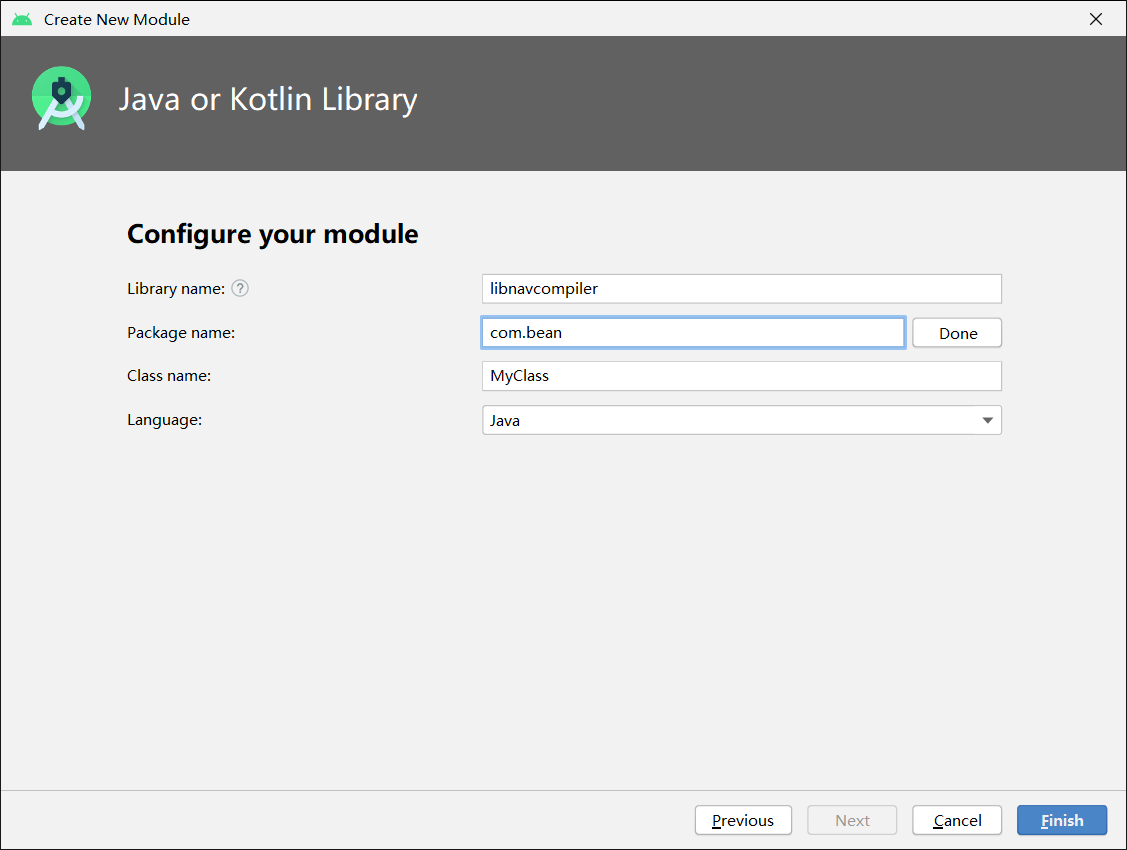 Create New Module
Java or Kotlin Library
Configure your module
Library name: ? libnavcompiler
Package name: com.bean Done
Class name: MyClass
Language: Java
Previous Next Cancel Finish